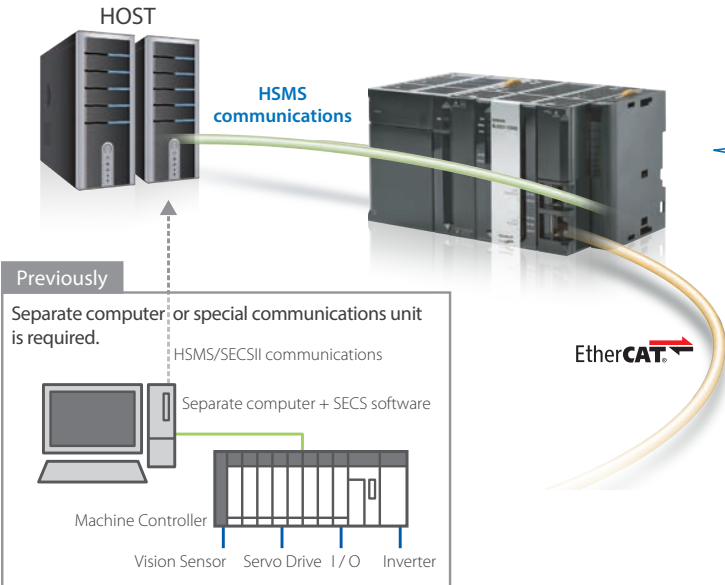 HOST
HSMS
communications
Previously
Separate computer or special communications unit
is required.
HSMS/SECSII communications
Separate computer + SECS software
Machine Controller
Vision Sensor Servo Drive I / O Inverter
EtherCAT®